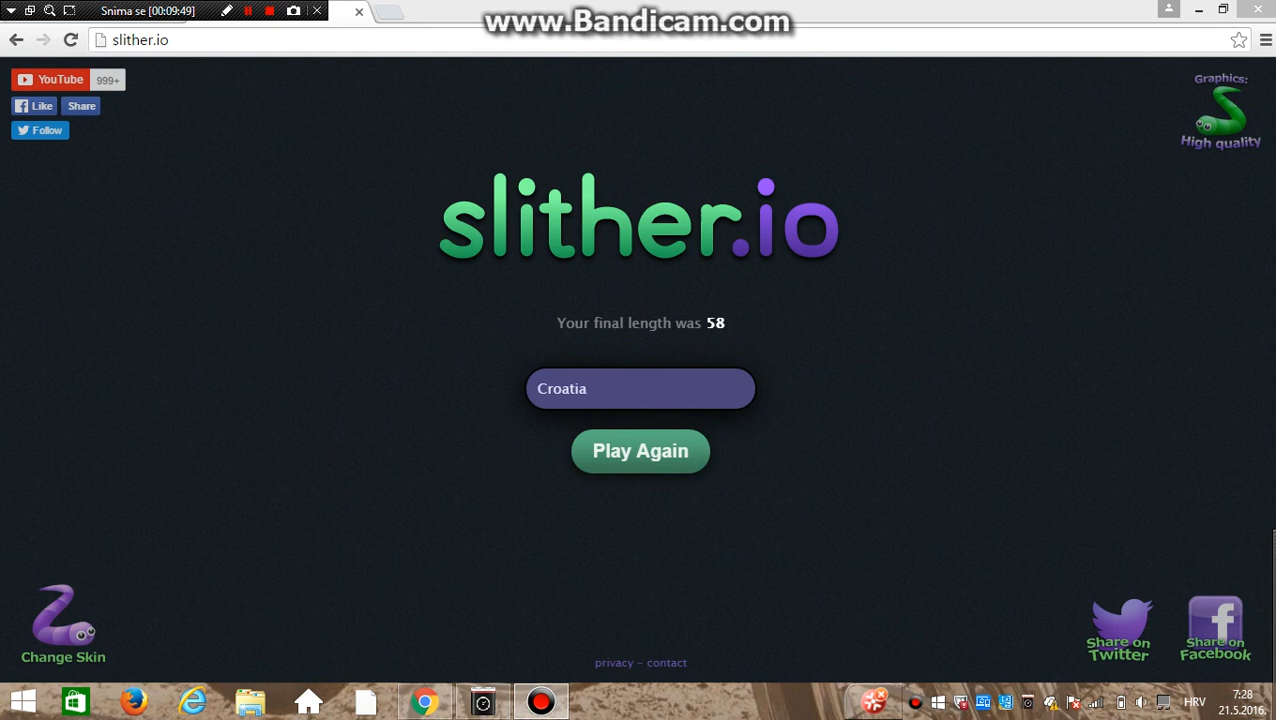 Snima se [00:09:49]
www.Bandicam.com
slither.io
YouTube 999+
Like Share
Follow
Graphics:
High quality
slither.io
Your final length was 58
Croatia
Play Again
Change Skin
privacy - contact
Share on
Twitter
Share on
Facebook
HRV
7:28
21.5.2016.